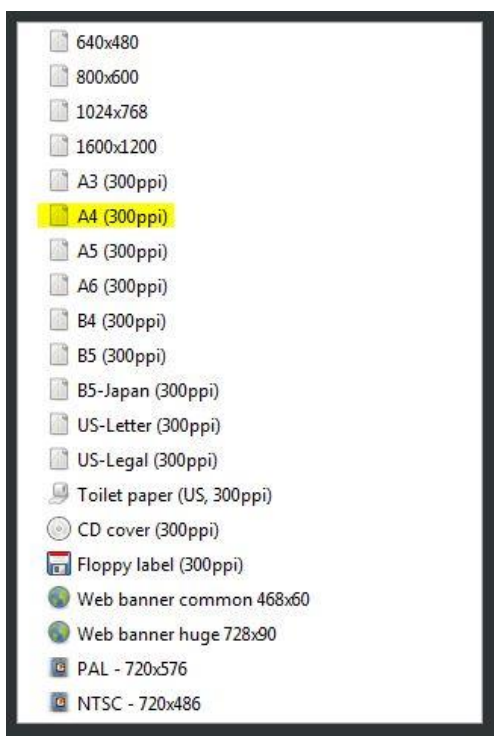 640x480
800x600
1024x768
1600x1200
A3 (300ppi)
A4 (300ppi)
A5 (300ppi)
A6 (300ppi)
B4 (300ppi)
B5 (300ppi)
B5-Japan (300ppi)
US-Letter (300ppi)
US-Legal (300ppi)
Toilet paper (US, 300ppi)
CD cover (300ppi)
Floppy label (300ppi)
Web banner common 468x60
Web banner huge 728x90
PAL - 720x576
NTSC - 720x486